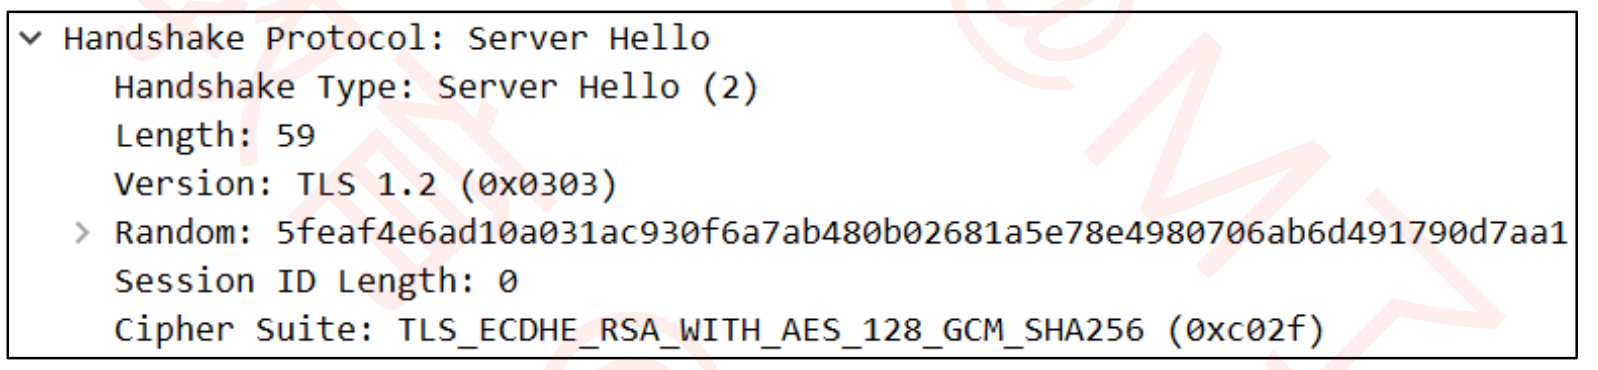 Handshake Protocol: Server Hello
Handshake Type: Server Hello (2)
Length: 59
Version: TLS 1.2 (0x0303)
Random: 5feaf4e6ad10a031ac930f6a7ab480b02681a5e78e4980706ab6d491790d7aa1
Session ID Length: 0
Cipher Suite: TLS_ECDHE_RSA_WITH_AES_128_GCM_SHA256 (0xc02f)